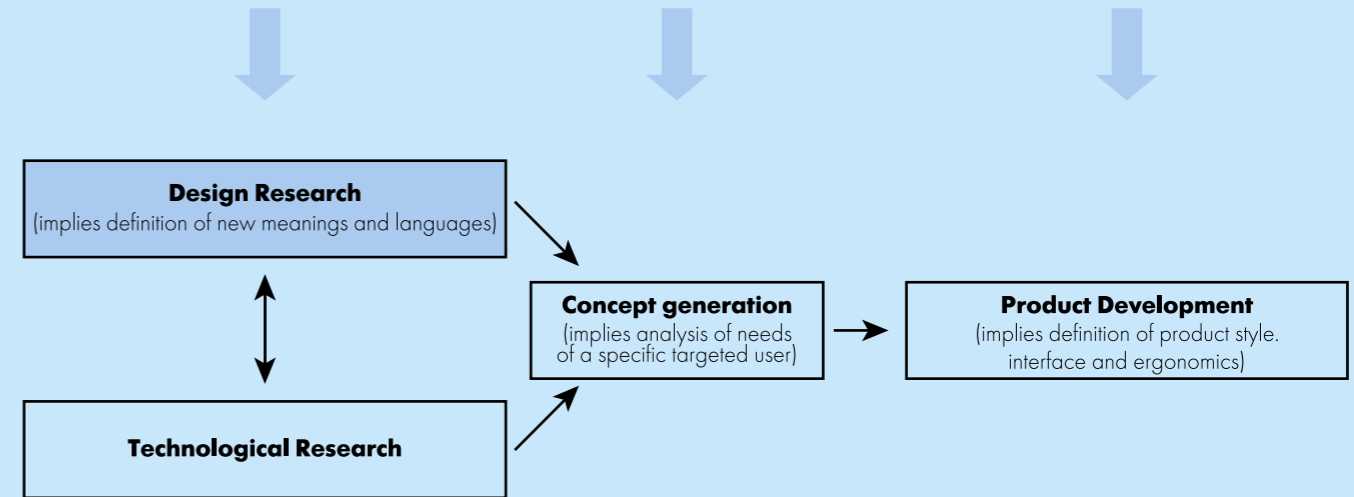 Design Research
(implies definition of new meanings and languages)
Concept generation
(implies analysis of needs
of a specific targeted user)
Product Development
(implies definition of product style.
interface and ergonomics)
Technological Research